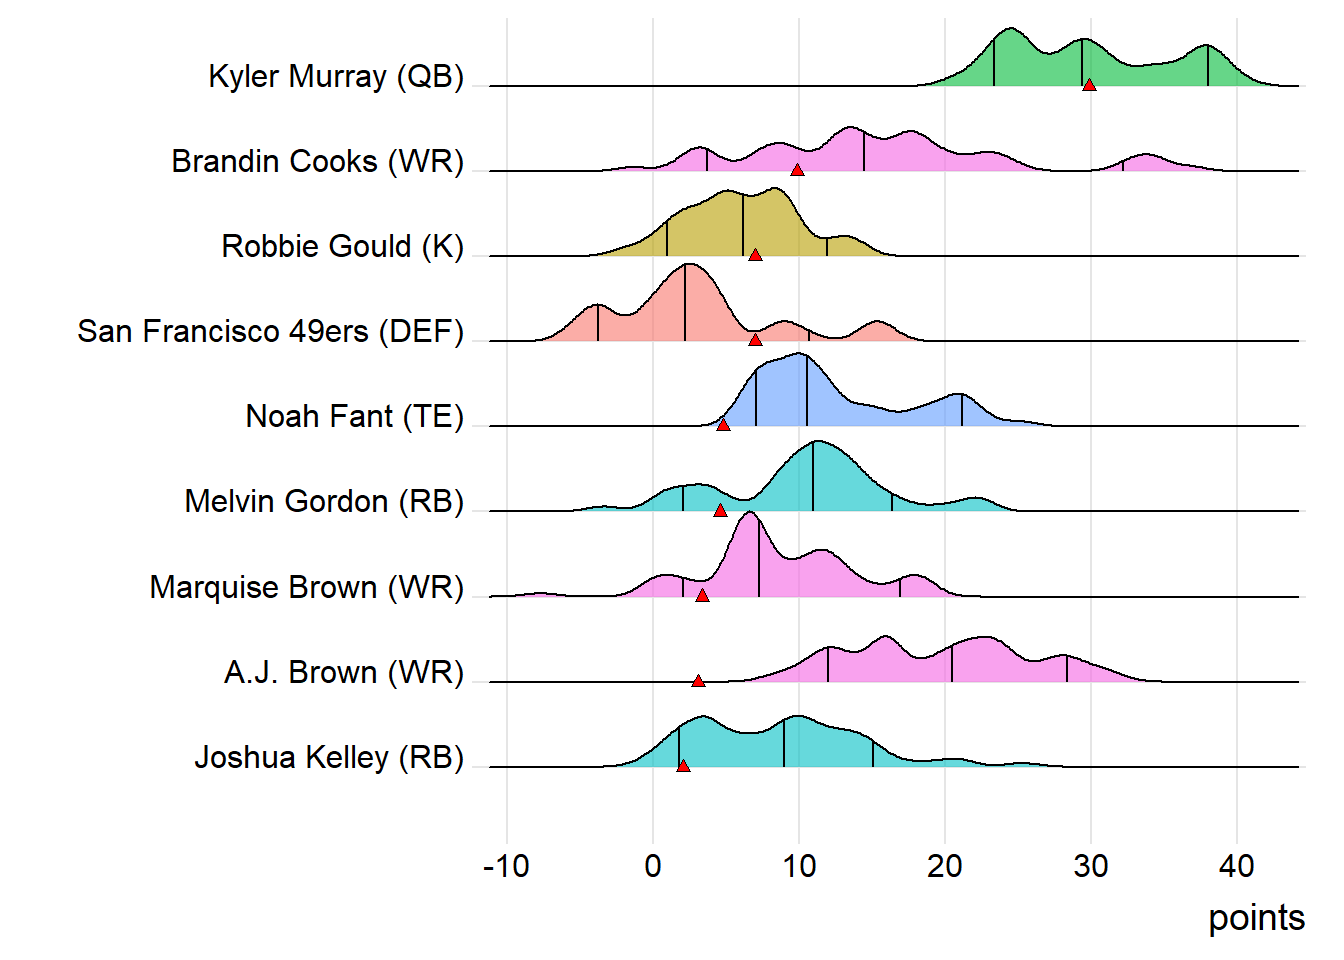 Kyler Murray (QB)
Brandin Cooks (WR)
Robbie Gould (K)
San Francisco 49ers (DEF)
Noah Fant (TE)
Melvin Gordon (RB)
Marquise Brown (WR)
A.J. Brown (WR)
Joshua Kelley (RB)
-10 0 10 20 30 40
points